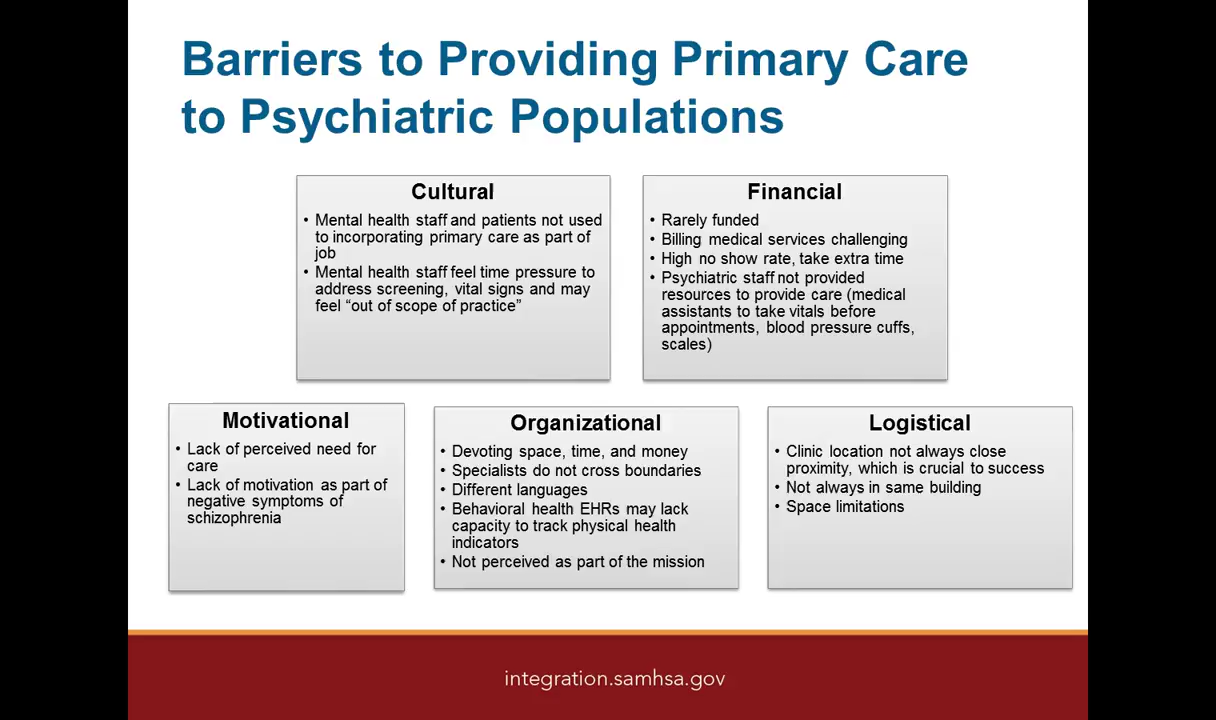 Barriers to Providing Primary Care
to Psychiatric Populations
Cultural
• Mental health staff and patients not used
to incorporating primary care as part of
job
• Mental health staff feel time pressure to
address screening, vital signs and may
feel “out of scope of practice”
Financial
• Rarely funded
• Billing medical services challenging
• High no show rate, take extra time
• Psychiatric staff not provided
resources to provide care (medical
assistants to take vitals before
appointments, blood pressure cuffs,
scales)
Motivational
• Lack of perceived need for
care
• Lack of motivation as part of
negative symptoms of
schizophrenia
Organizational
• Devoting space, time, and money
• Specialists do not cross boundaries
• Different languages
• Behavioral health EHRs may lack
capacity to track physical health
indicators
• Not perceived as part of the mission
Logistical
• Clinic location not always close
proximity, which is crucial to success
• Not always in same building
• Space limitations
integration.samhsa.gov